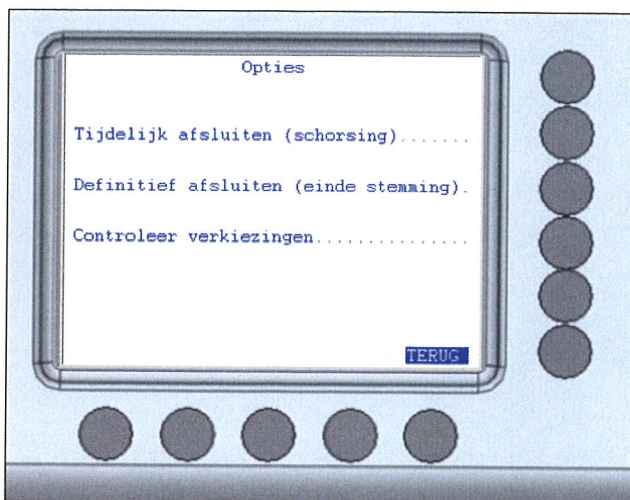 Opties
Tijdelijk afsluiten (schorsing).......
Definitief afsluiten (einde stemming).
Controleer verkiezingen...............
TERUG